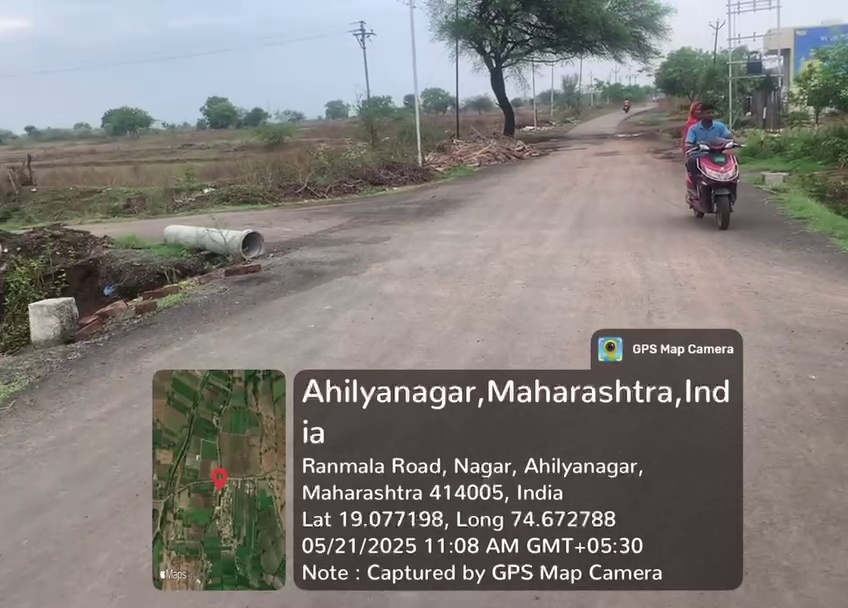 GPS Map Camera
Ahilyanagar,Maharashtra,Ind
ia
Ranmala Road, Nagar, Ahilyanagar,
Maharashtra 414005, India
Lat 19.077198, Long 74.672788
05/21/2025 11:08 AM GMT+05:30
Note : Captured by GPS Map Camera
Maps